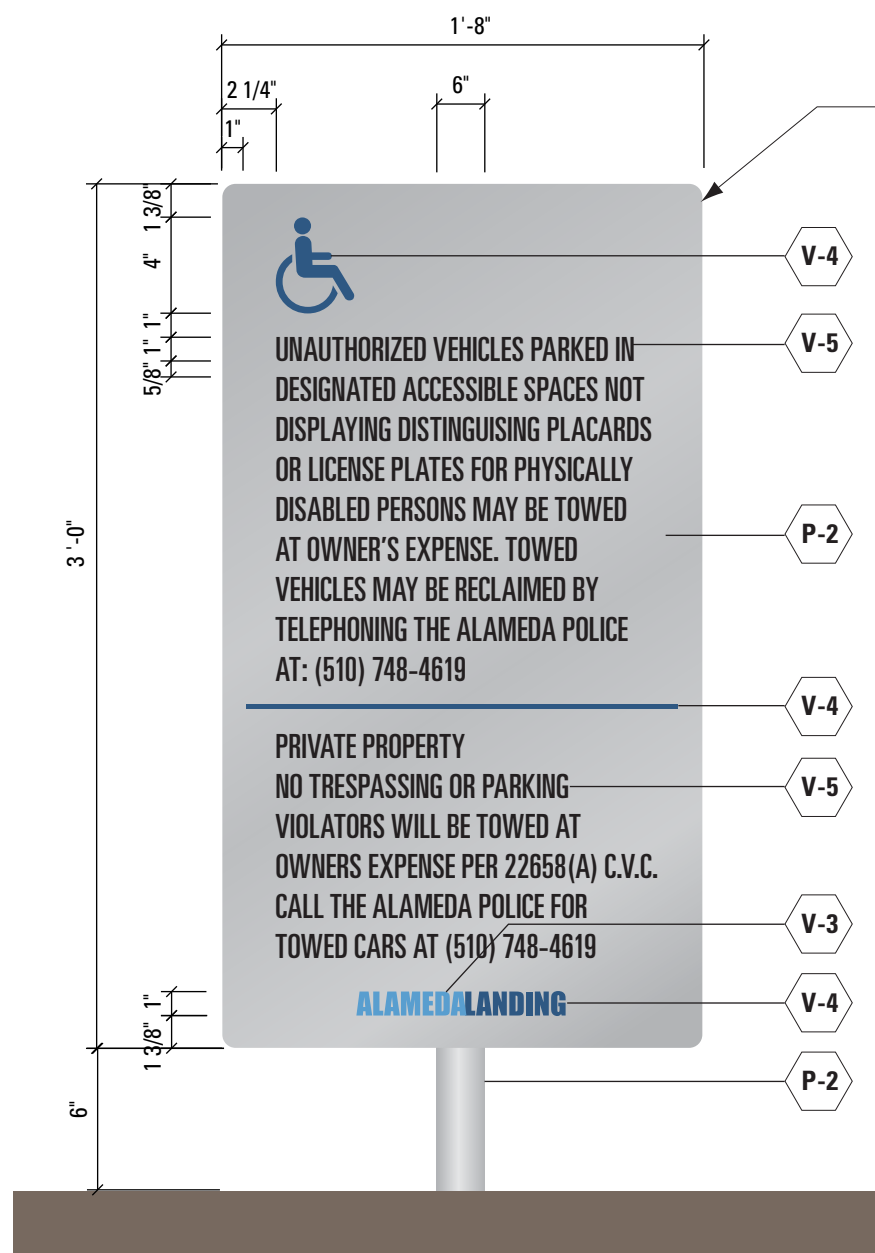 1'-8"
2 1/4"
6"
1"
1 3/8"
4"
1"
1"
5/8"
3 '-0"
V-4
UNAUTHORIZED VEHICLES PARKED IN
V-5
DESIGNATED ACCESSIBLE SPACES NOT
DISPLAYING DISTINGUISING PLACARDS
OR LICENSE PLATES FOR PHYSICALLY
DISABLED PERSONS MAY BE TOWED
P-2
AT OWNER'S EXPENSE. TOWED
VEHICLES MAY BE RECLAIMED BY
TELEPHONING THE ALAMEDA POLICE
AT: (510) 748-4619
V-4
PRIVATE PROPERTY
NO TRESPASSING OR PARKING
V-5
VIOLATORS WILL BE TOWED AT
OWNERS EXPENSE PER 22658(A) C.V.C.
CALL THE ALAMEDA POLICE FOR
V-3
TOWED CARS AT (510) 748-4619
ALAMEDALANDING
V-4
1"
1 3/8"
P-2
6"